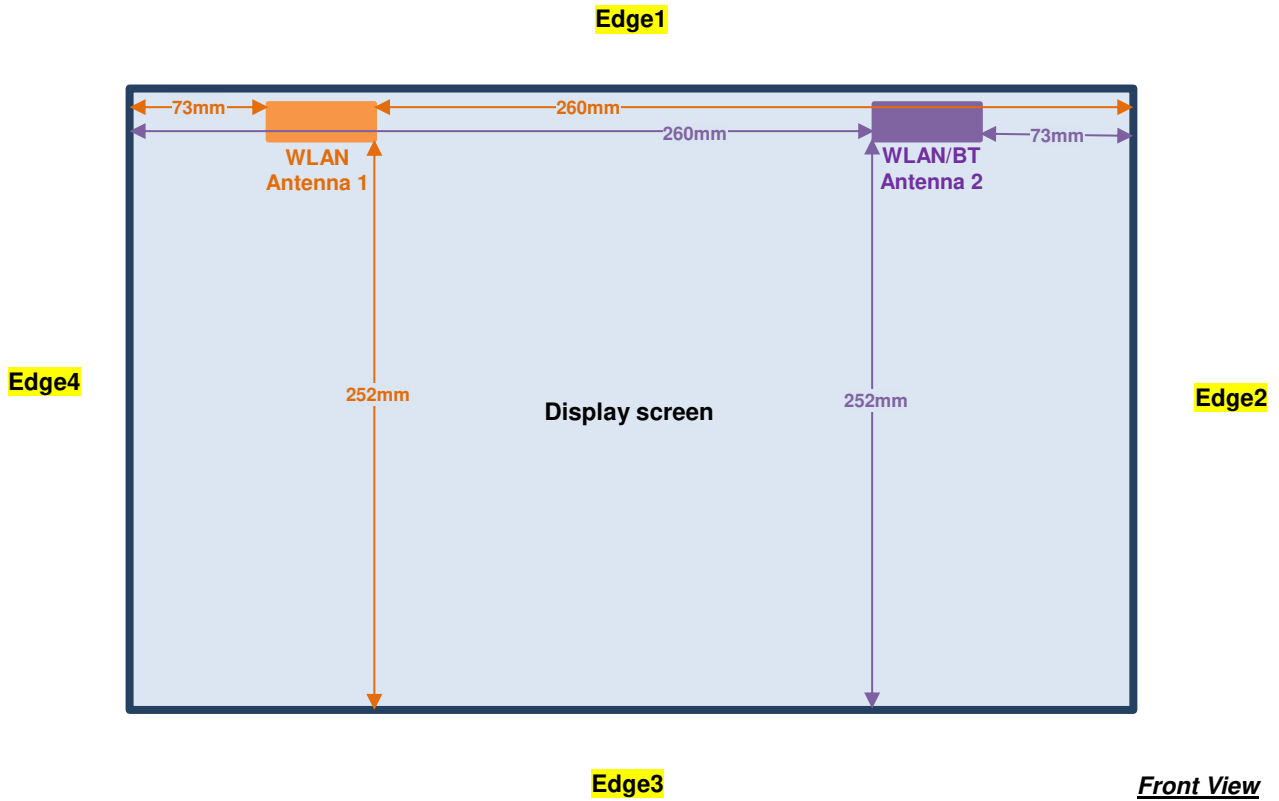 Edge1
73mm
260mm
260mm
73mm
WLAN
Antenna 1
WLAN/BT
Antenna 2
Edge4
252mm
252mm
Display screen
Edge2
Edge3
Front View